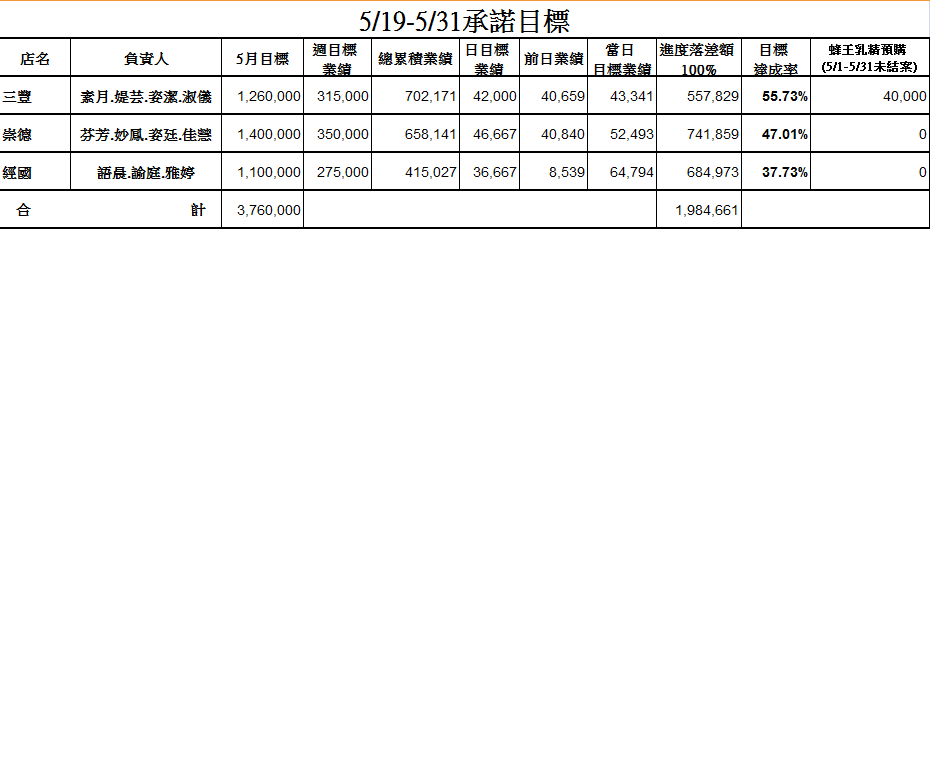 5/19-5/31承諾目標
店名 負責人 5月目標 週目標業績 總累積業績 日目標業績 前日業績 當日目標業績 進度落差額100% 目標達成率 蜂王乳精預購(5/1-5/31未結案)
三豐 素月.媞芸.姿潔.淑儀 1,260,000 315,000 702,171 42,000 40,659 43,341 557,829 55.73% 40,000
崇德 芬芳.妙鳳.姿廷.佳慧 1,400,000 350,000 658,141 46,667 40,840 52,493 741,859 47.01% 0
經國 語晨.諭庭.雅婷 1,100,000 275,000 415,027 36,667 8,539 64,794 684,973 37.73% 0
合計 3,760,000 1,984,661